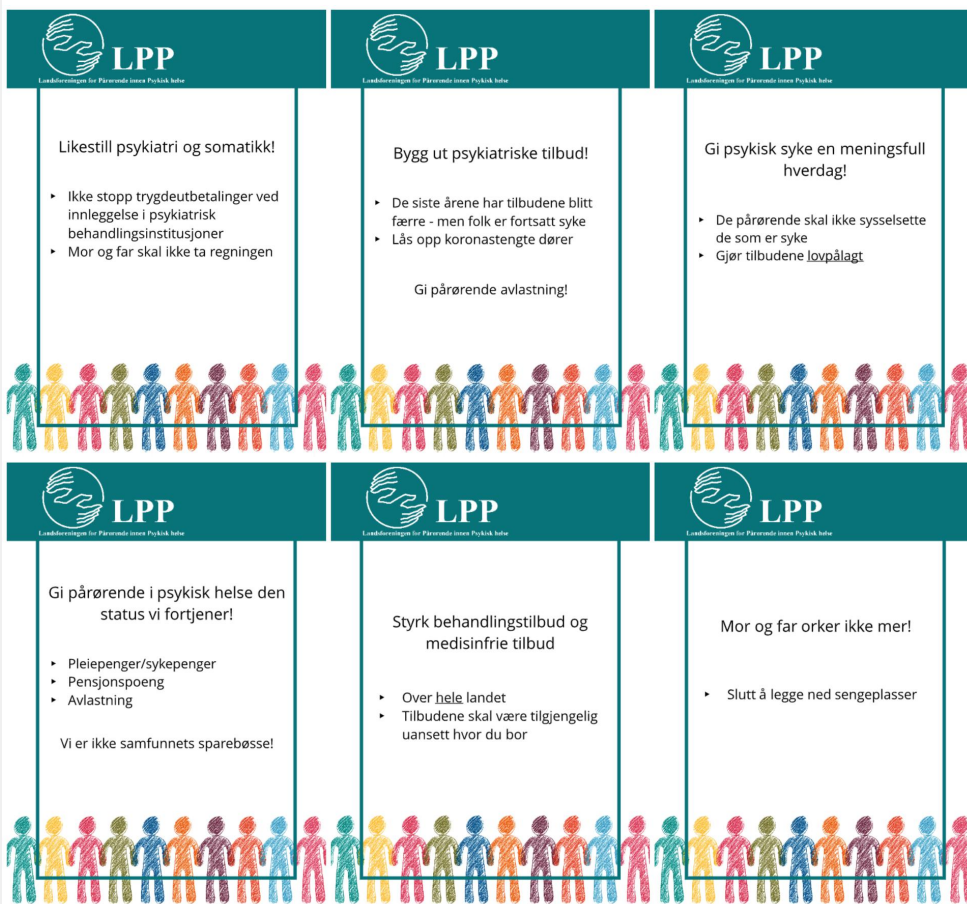 LPP
Landsforeningen for Pårørende innen Psykisk helse
Likestill psykiatri og somatikk!
‣ Ikke stopp trygdeutbetalinger ved
innleggelse i psykiatrisk
behandlingsinstitusjoner
‣ Mor og far skal ikke ta regningen
LPP
Landsforeningen for Pårørende innen Psykisk helse
Bygg ut psykiatriske tilbud!
‣ De siste årene har tilbudene blitt
færre - men folk er fortsatt syke
‣ Lås opp koronastengte dører
Gi pårørende avlastning!
LPP
Landsforeningen for Pårørende innen Psykisk helse
Gi psykisk syke en meningsfull
hverdag!
‣ De pårørende skal ikke sysselsette
de som er syke
‣ Gjør tilbudene lovpålagt
LPP
Landsforeningen for Pårørende innen Psykisk helse
Gi pårørende i psykisk helse den
status vi fortjener!
‣ Pleiepenger/sykepenger
‣ Pensjonspoeng
‣ Avlastning
Vi er ikke samfunnets sparebøsse!
LPP
Landsforeningen for Pårørende innen Psykisk helse
Styrk behandlingstilbud og
medisinfrie tilbud
‣ Over hele landet
‣ Tilbudene skal være tilgjengelig
uansett hvor du bor
LPP
Landsforeningen for Pårørende innen Psykisk helse
Mor og far orker ikke mer!
‣ Slutt å legge ned sengeplasser